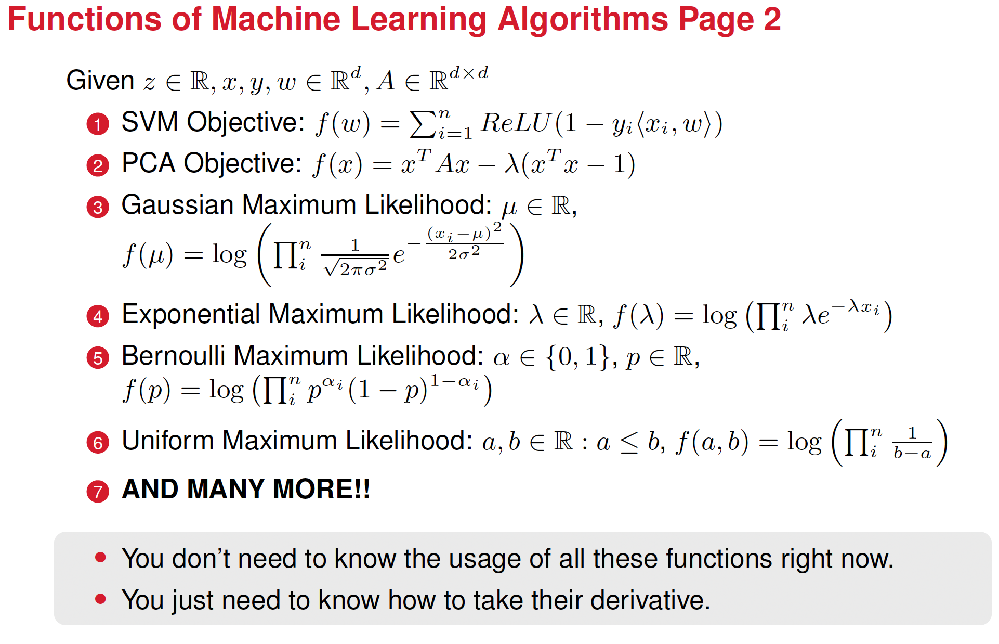 Functions of Machine Learning Algorithms Page 2
Given $z \in \mathbb{R}, x, y, w \in \mathbb{R}^d, A \in \mathbb{R}^{d \times d}$
1 SVM Objective: $f(w) = \sum_{i=1}^{n} ReLU(1 - y_i \langle x_i, w \rangle)$
2 PCA Objective: $f(x) = x^T A x - \lambda(x^T x - 1)$
3 Gaussian Maximum Likelihood: $\mu \in \mathbb{R}$,
$f(\mu) = \log \left( \prod_i^n \frac{1}{\sqrt{2\pi\sigma^2}} e^{-\frac{(x_i - \mu)^2}{2\sigma^2}} \right)$
4 Exponential Maximum Likelihood: $\lambda \in \mathbb{R}$, $f(\lambda) = \log \left( \prod_i^n \lambda e^{-\lambda x_i} \right)$
5 Bernoulli Maximum Likelihood: $\alpha \in \{0, 1\}$, $p \in \mathbb{R}$,
$f(p) = \log \left( \prod_i^n p^{\alpha_i} (1 - p)^{1 - \alpha_i} \right)$
6 Uniform Maximum Likelihood: $a, b \in \mathbb{R} : a \leq b$, $f(a, b) = \log \left( \prod_i^n \frac{1}{b - a} \right)$
7 AND MANY MORE!!
• You don't need to know the usage of all these functions right now.
• You just need to know how to take their derivative.